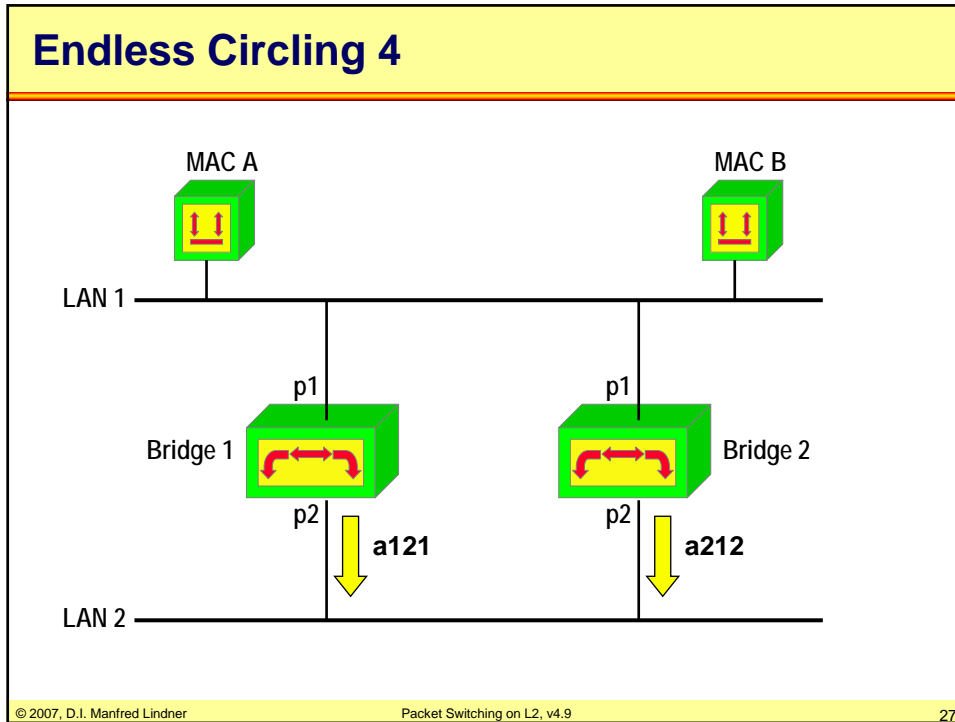 Endless Circling 4
MAC A
MAC B
LAN 1
p1
p1
Bridge 1
Bridge 2
p2
p2
a121
a212
LAN 2
© 2007, D.I. Manfred Lindner
Packet Switching on L2, v4.9
27